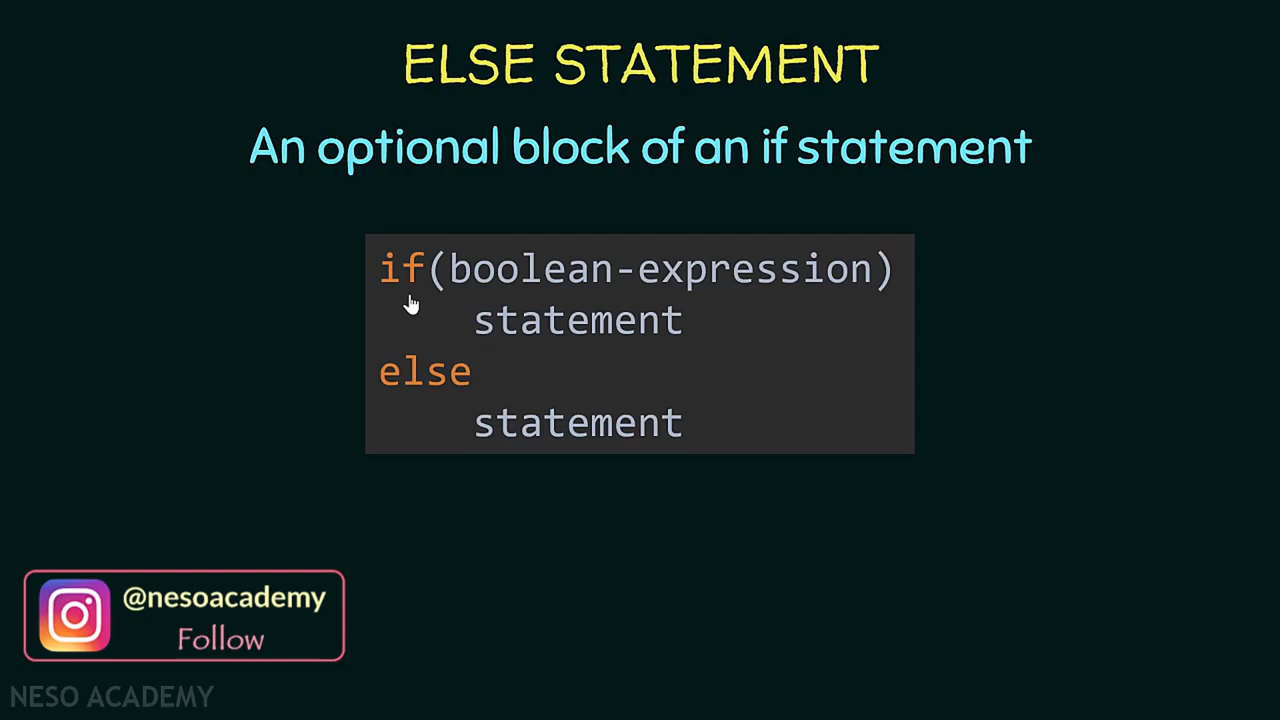 ELSE STATEMENT
An optional block of an if statement
if(boolean-expression)
statement
else
statement
@nesoacademy
Follow
NESO ACADEMY